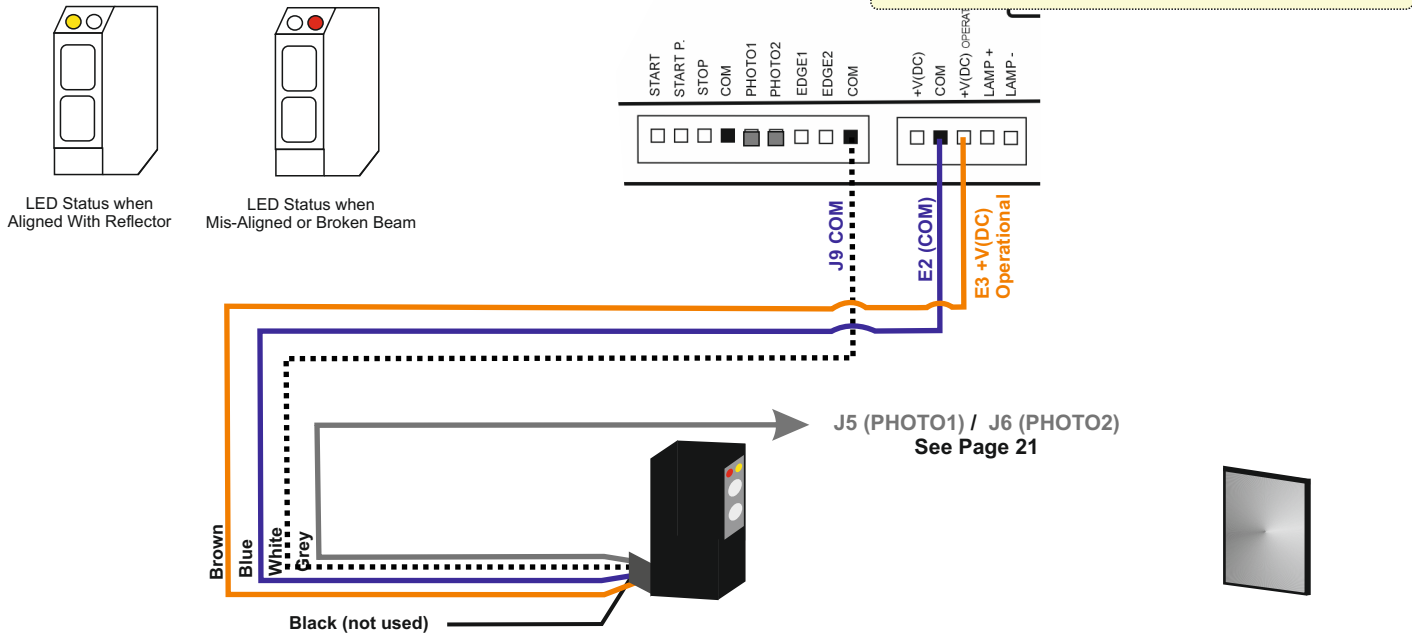 LED Status when
Aligned With Reflector
LED Status when
Mis-Aligned or Broken Beam
START
START P.
STOP
COM
PHOTO1
PHOTO2
EDGE1
EDGE2
COM
+V(DC)
COM
+V(DC) OPERAT
LAMP +
LAMP -
J9 COM
E2 (COM)
E3 +V(DC)
Operational
J5 (PHOTO1) / J6 (PHOTO2)
See Page 21
Brown
Blue
White
Grey
Black (not used)